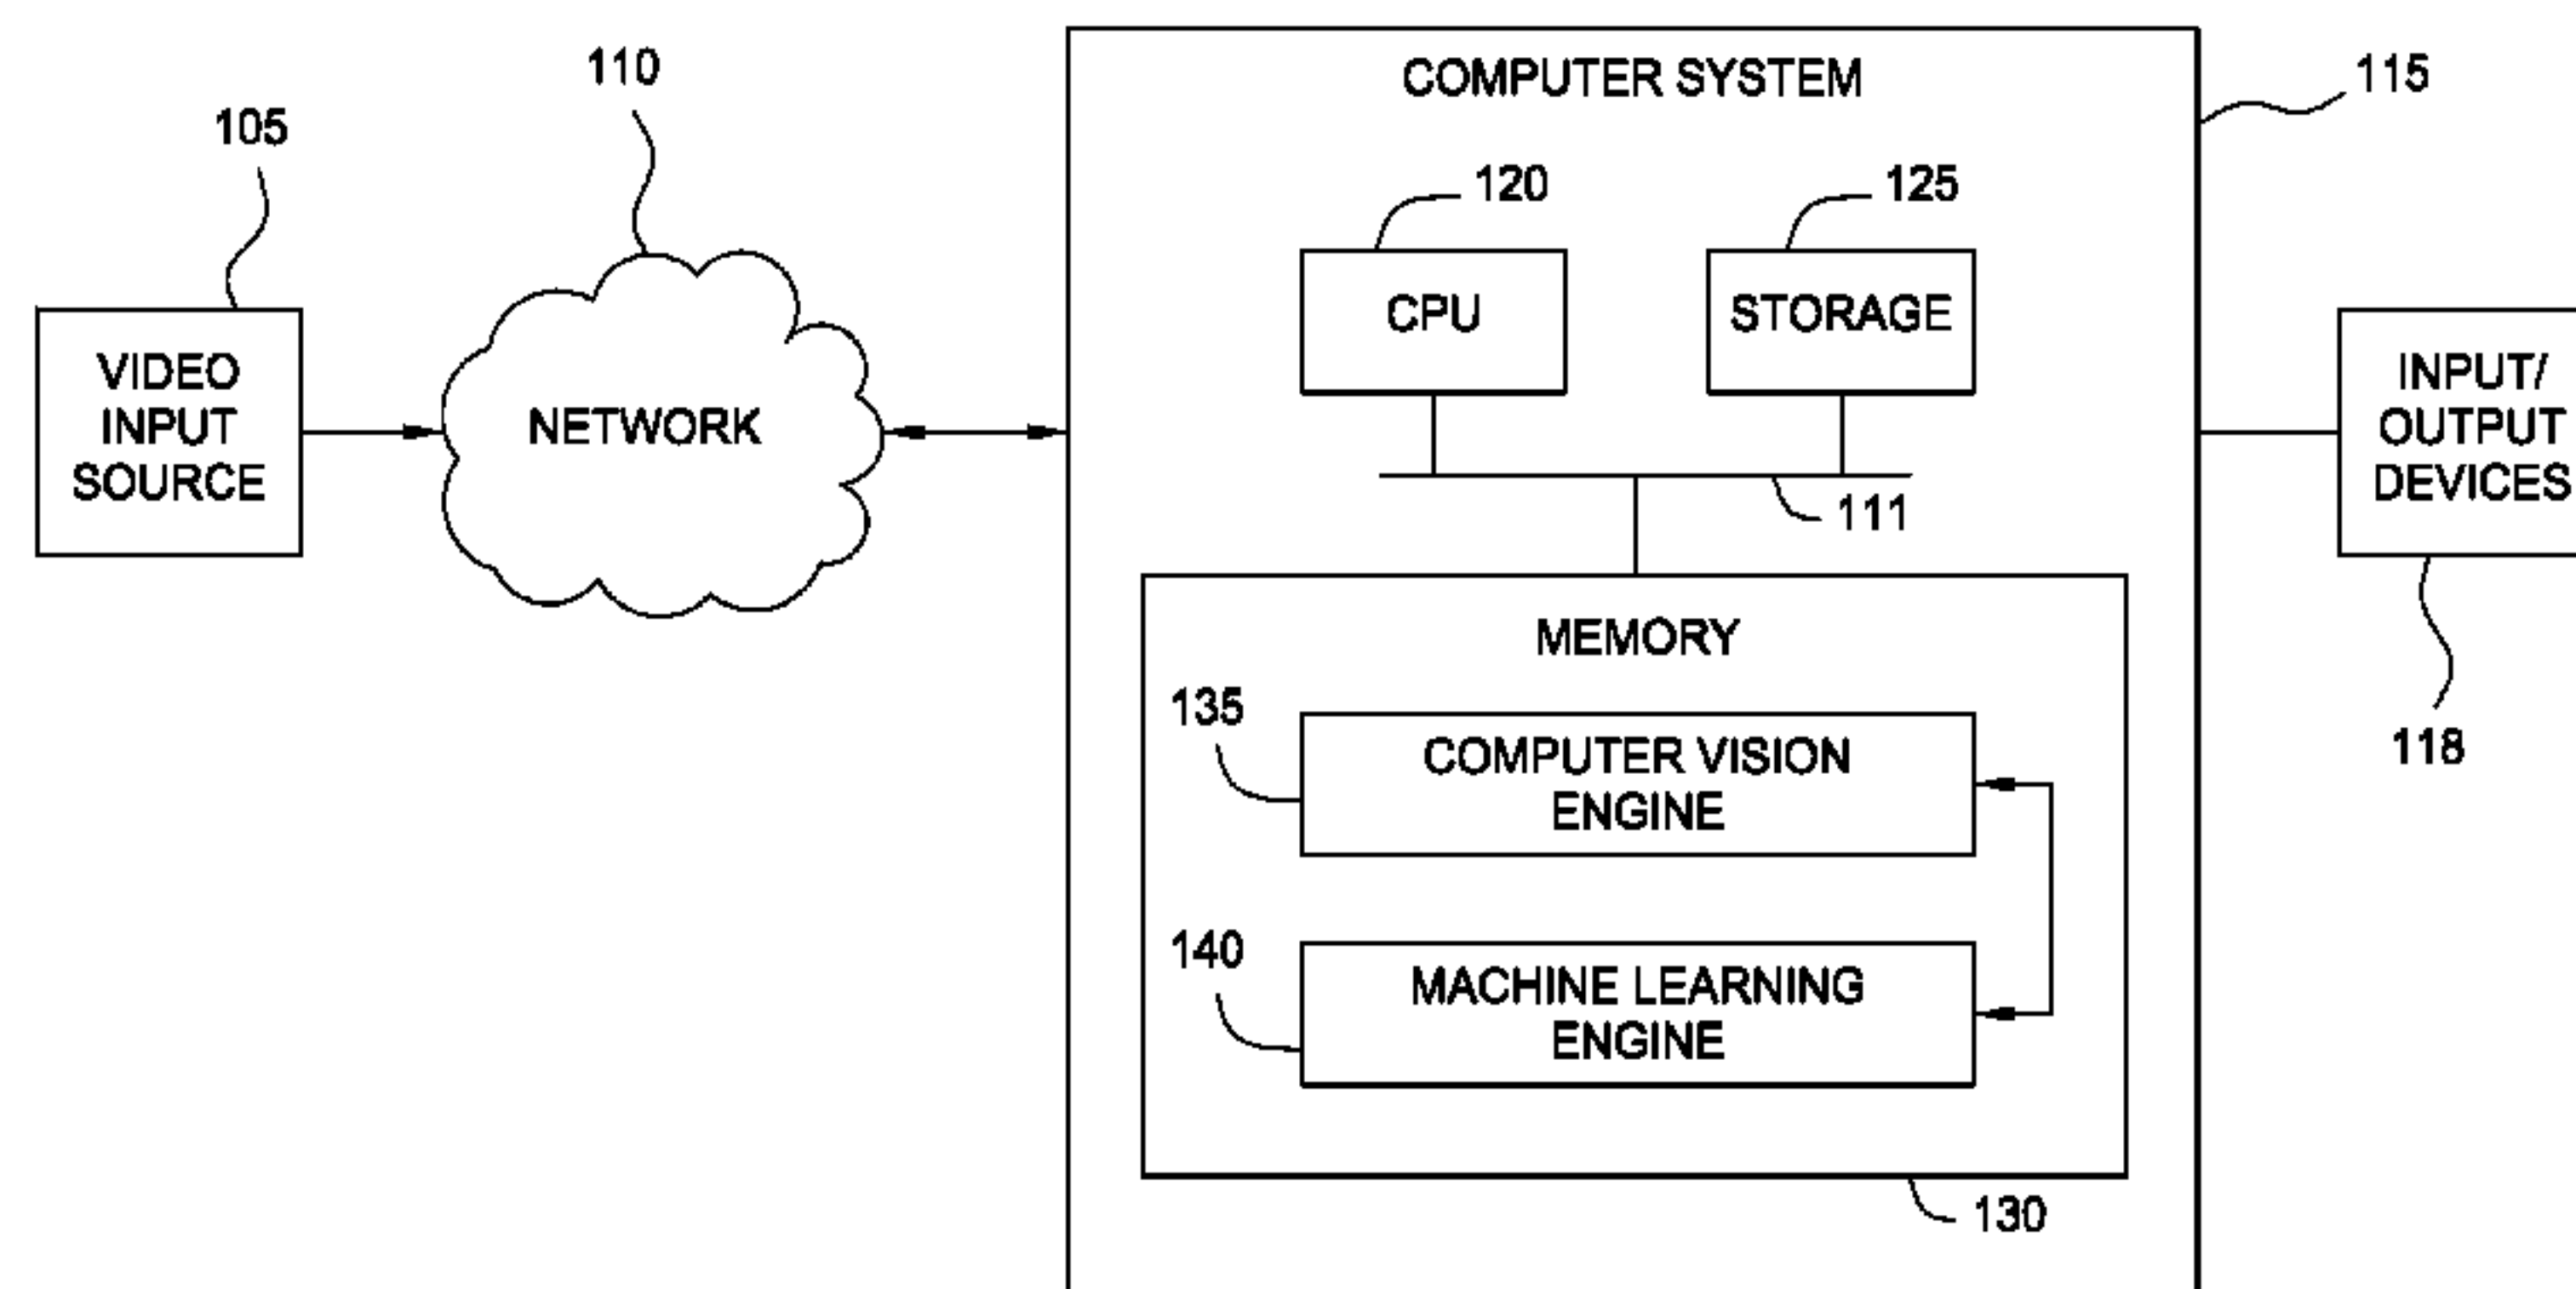 COMPUTER SYSTEM
110
115
105
120
125
CPU
STORAGE
VIDEO
INPUT
SOURCE
NETWORK
INPUT/
OUTPUT
DEVICES
111
MEMORY
135
COMPUTER VISION
ENGINE
118
140
MACHINE LEARNING
ENGINE
130